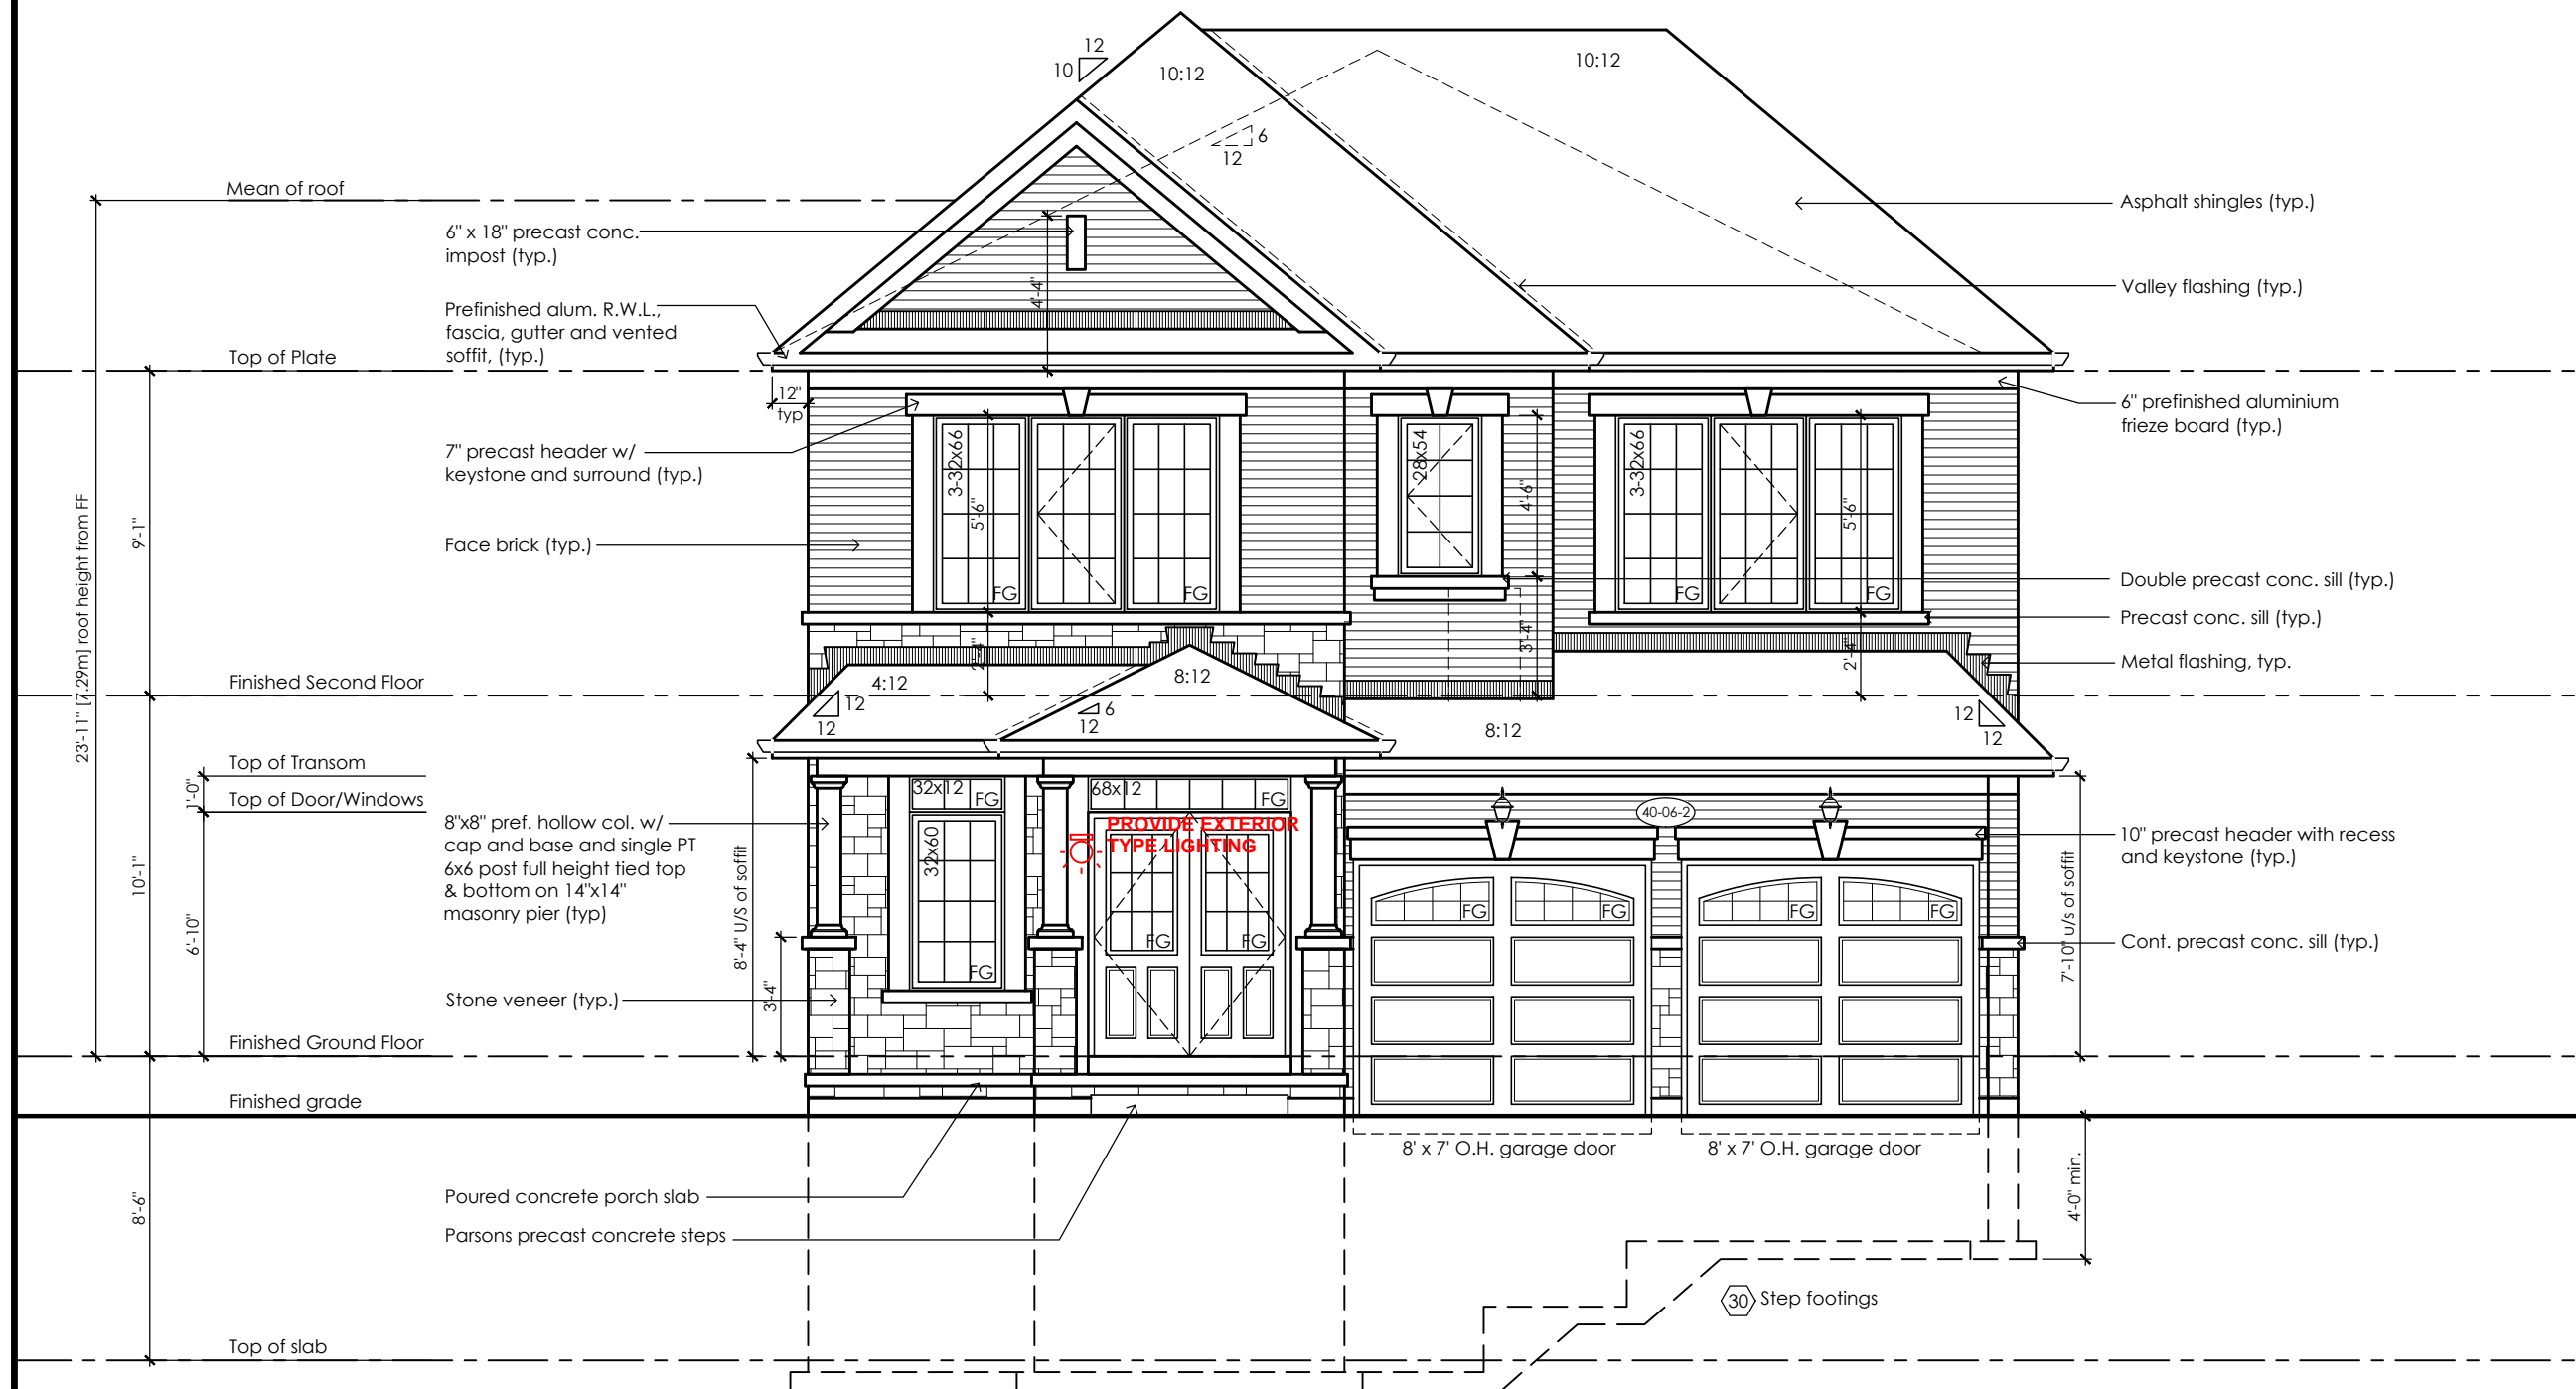 12
10
10:12
10:12
6
12
Mean of roof
6" x 18" precast conc.
impost (typ.)
Asphalt shingles (typ.)
Prefinished alum. R.W.L.,
fascia, gutter and vented
soffit, (typ.)
4'-4"
Valley flashing (typ.)
Top of Plate
12"
typ
6" prefinished aluminium
frieze board (typ.)
7" precast header w/
keystone and surround (typ.)
3-32x66
5'-6"
28x54
4'-6"
3-32x66
5'-6"
23'-11" [7.29m] roof height from FF
9'-1"
Face brick (typ.)
FG
FG
FG
FG
Double precast conc. sill (typ.)
Precast conc. sill (typ.)
2'-4"
3'-4"
2'-4"
Metal flashing, typ.
Finished Second Floor
4:12
8:12
12
12
6
12
8:12
12
12
Top of Transom
1'-0"
Top of Door/Windows
32x12
FG
68x12
FG
8"x8" pref. hollow col. w/
cap and base and single PT
6x6 post full height tied top
& bottom on 14"x14"
masonry pier (typ)
PROVIDE EXTERIOR
TYPE LIGHTING
40-06-2
10" precast header with recess
and keystone (typ.)
10'-1"
6'-10"
8'-4" U/S of soffit
32x60
FG
FG
FG
FG
FG
FG
FG
7'-10" u/s of soffit
Cont. precast conc. sill (typ.)
3'-4"
Stone veneer (typ.)
Finished Ground Floor
Finished grade
8' x 7' O.H. garage door
8' x 7' O.H. garage door
4'-0" min.
8'-6"
Poured concrete porch slab
Parsons precast concrete steps
30
Step footings
Top of slab